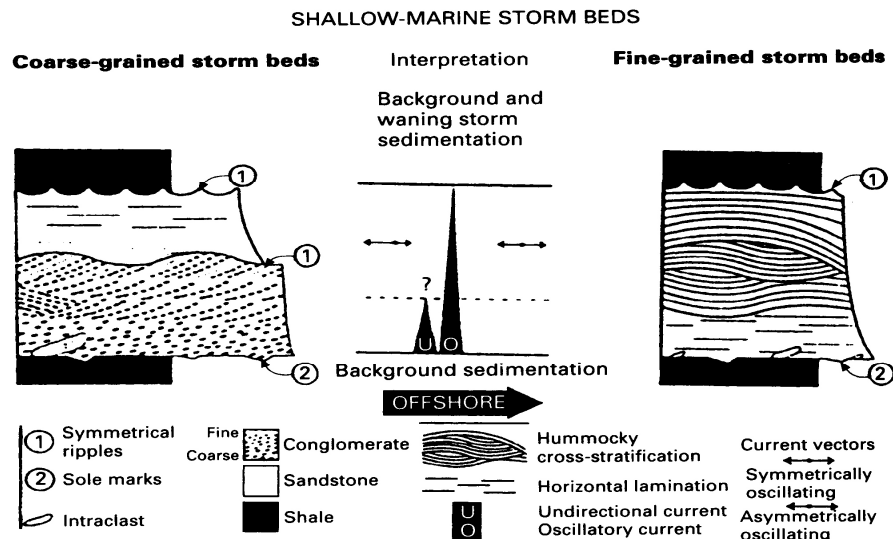 SHALLOW-MARINE STORM BEDS
Coarse-grained storm beds
Interpretation
Fine-grained storm beds
Background and
waning storm
sedimentation
1
1
2
?
U O
Background sedimentation
OFFSHORE
1
2
1 Symmetrical
ripples
2 Sole marks
Intraclast
Fine
Coarse
Conglomerate
Sandstone
Shale
Hummocky
cross-stratification
Horizontal lamination
U Undirectional current
O Oscillatory current
Current vectors
Symmetrically
oscillating
Asymmetrically
oscillating